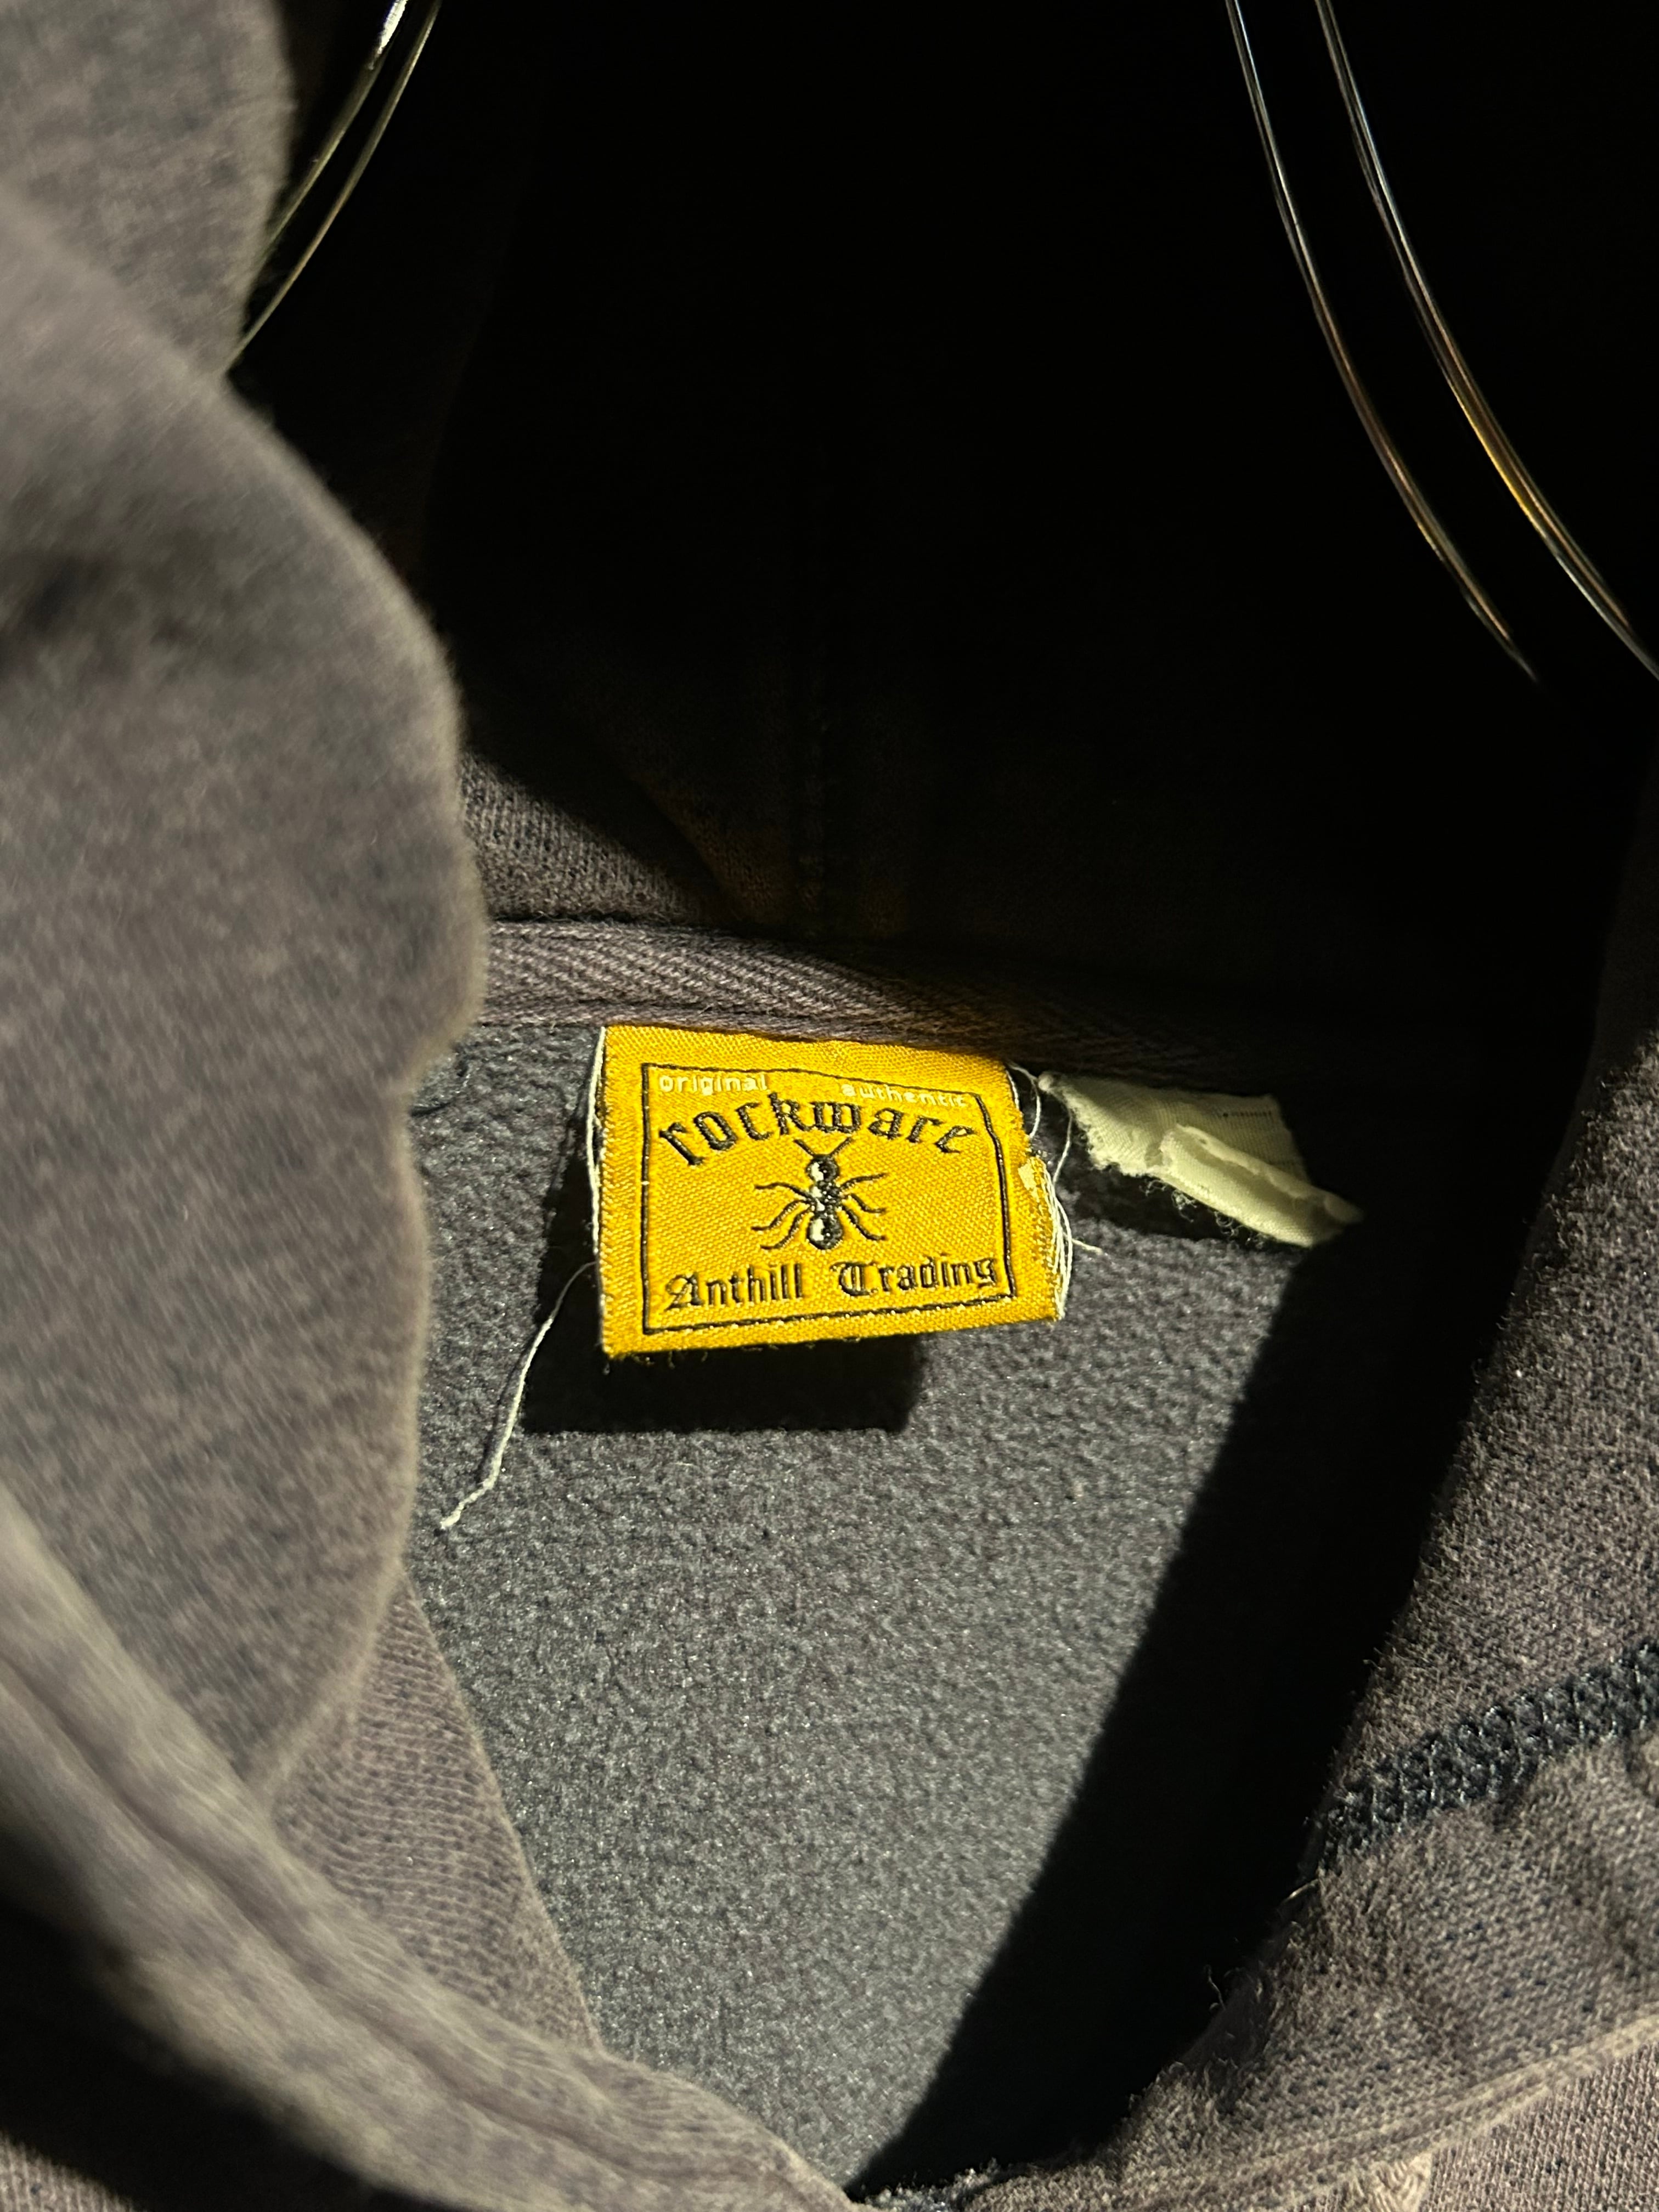 original authentic
rockware
Anthill Trading